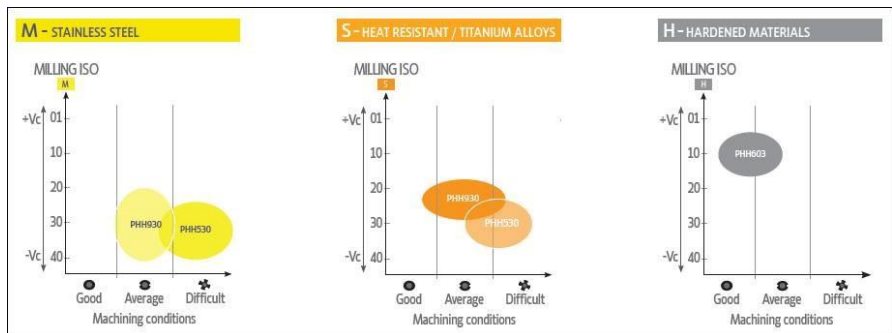 M - STAINLESS STEEL
MILLING ISO
M
+Vc
01
10
20
30
40
-Vc
PHH930
PHH530
Good Average Difficult
Machining conditions
S - HEAT RESISTANT / TITANIUM ALLOYS
MILLING ISO
S
+Vc
01
10
20
30
40
-Vc
PHH930
PHH530
Good Average Difficult
Machining conditions
H - HARDENED MATERIALS
MILLING ISO
H
+Vc
01
10
20
30
40
-Vc
PHH603
Good Average Difficult
Machining conditions